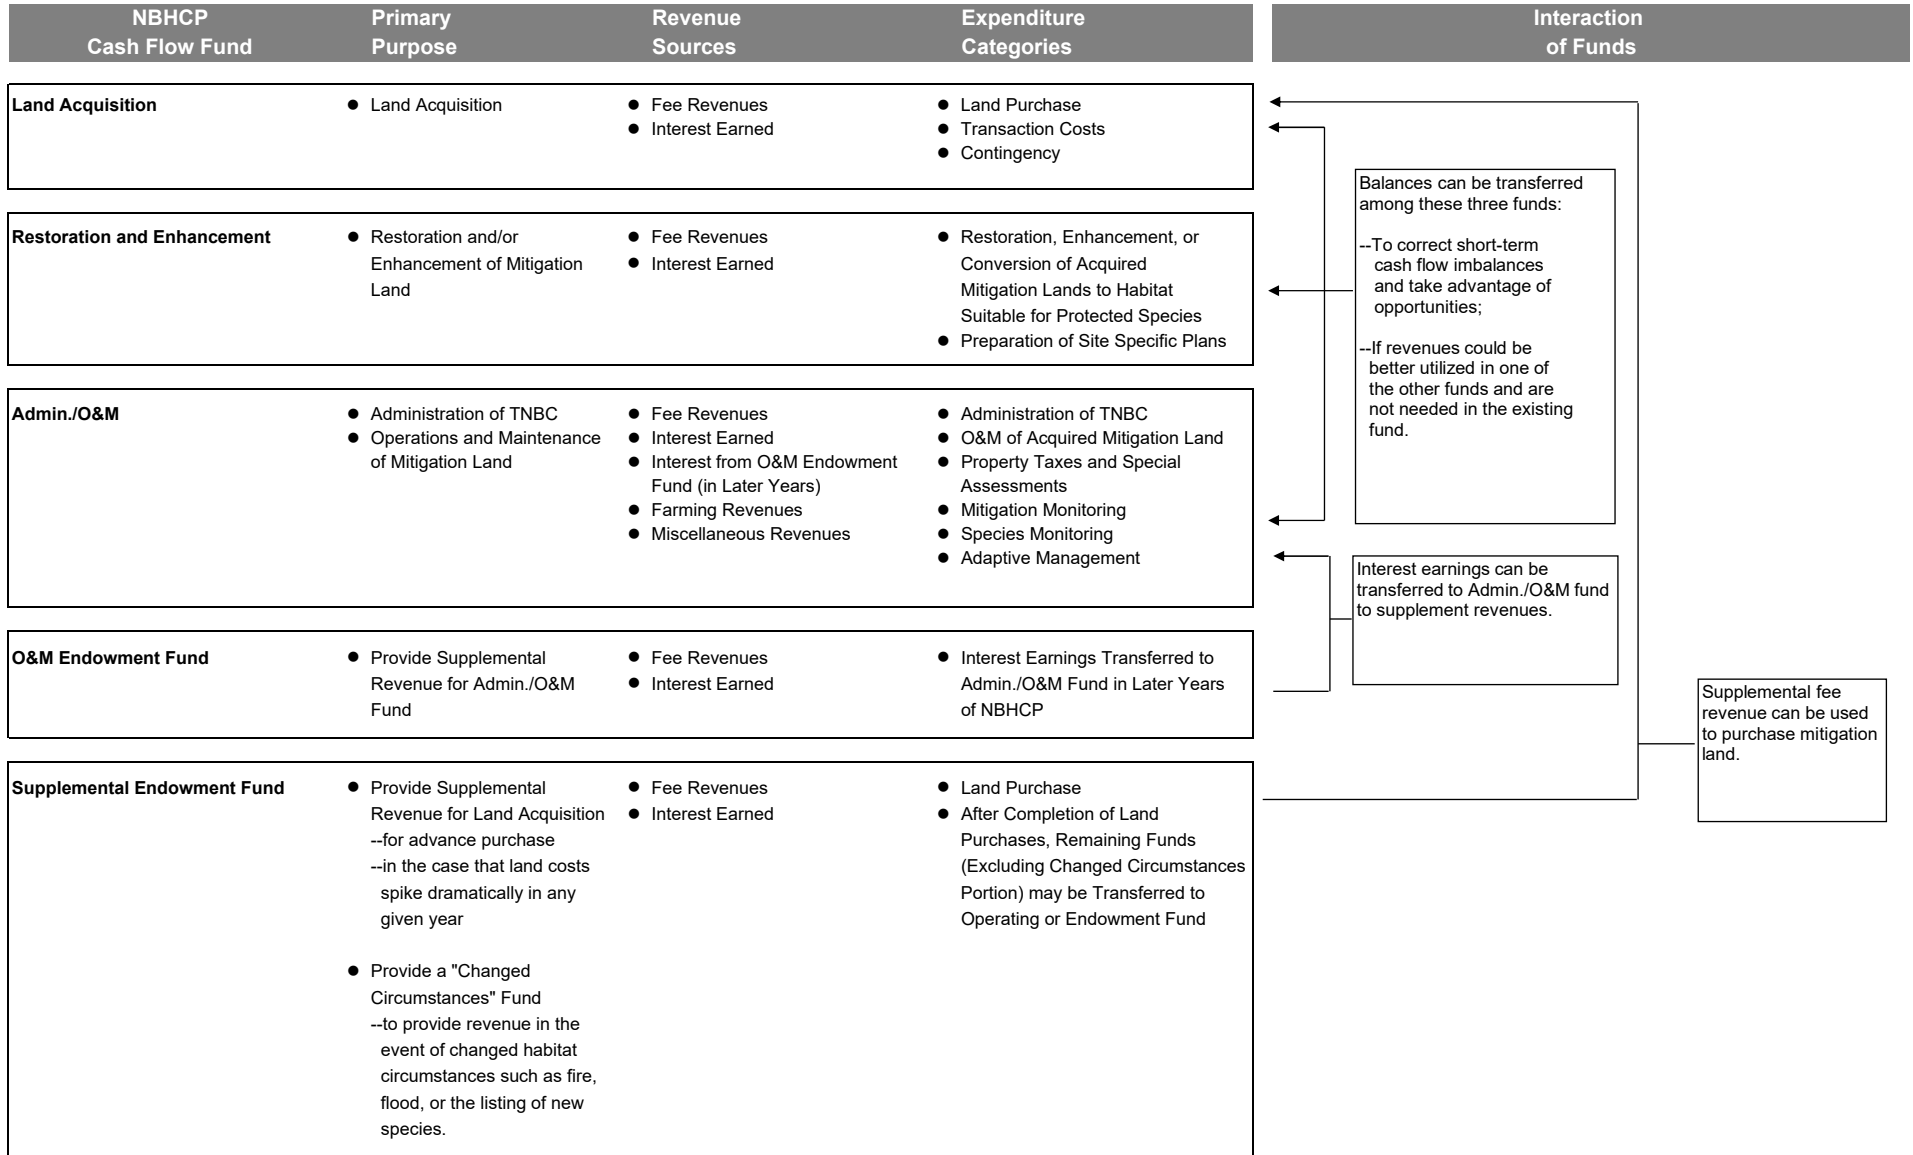 NBHCP
Cash Flow Fund
Primary
Purpose
Revenue
Sources
Expenditure
Categories
Interaction
of Funds
Land Acquisition
● Land Acquisition
● Fee Revenues
● Interest Earned
● Land Purchase
● Transaction Costs
● Contingency
Restoration and Enhancement
● Restoration and/or
Enhancement of Mitigation
Land
● Fee Revenues
● Interest Earned
● Restoration, Enhancement, or
Conversion of Acquired
Mitigation Lands to Habitat
Suitable for Protected Species
● Preparation of Site Specific Plans
Admin./O&M
● Administration of TNBC
● Operations and Maintenance
of Mitigation Land
● Fee Revenues
● Interest Earned
● Interest from O&M Endowment
Fund (in Later Years)
● Farming Revenues
● Miscellaneous Revenues
● Administration of TNBC
● O&M of Acquired Mitigation Land
● Property Taxes and Special
Assessments
● Mitigation Monitoring
● Species Monitoring
● Adaptive Management
O&M Endowment Fund
● Provide Supplemental
Revenue for Admin./O&M
Fund
● Fee Revenues
● Interest Earned
● Interest Earnings Transferred to
Admin./O&M Fund in Later Years
of NBHCP
Supplemental Endowment Fund
● Provide Supplemental
Revenue for Land Acquisition
--for advance purchase
--in the case that land costs
spike dramatically in any
given year
● Provide a "Changed
Circumstances" Fund
--to provide revenue in the
event of changed habitat
circumstances such as fire,
flood, or the listing of new
species.
● Fee Revenues
● Interest Earned
● Land Purchase
● After Completion of Land
Purchases, Remaining Funds
(Excluding Changed Circumstances
Portion) may be Transferred to
Operating or Endowment Fund
Balances can be transferred
among these three funds:
--To correct short-term
cash flow imbalances
and take advantage of
opportunities;
--If revenues could be
better utilized in one of
the other funds and are
not needed in the existing
fund.
Interest earnings can be
transferred to Admin./O&M fund
to supplement revenues.
Supplemental fee
revenue can be used
to purchase mitigation
land.